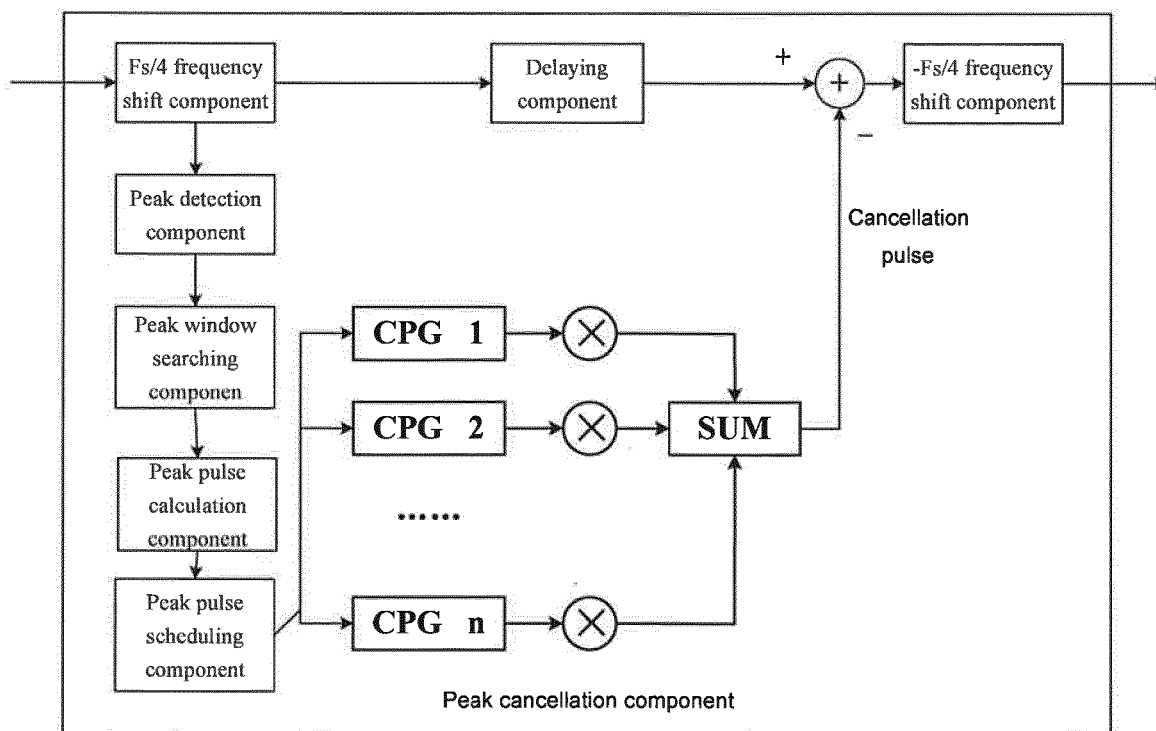 Fs/4 frequency
shift component
Delaying
component
+
+
−
-Fs/4 frequency
shift component
Peak detection
component
Cancellation
pulse
Peak window
searching
componen
CPG 1
CPG 2
SUM
Peak pulse
calculation
component
......
Peak pulse
scheduling
component
CPG n
Peak cancellation component